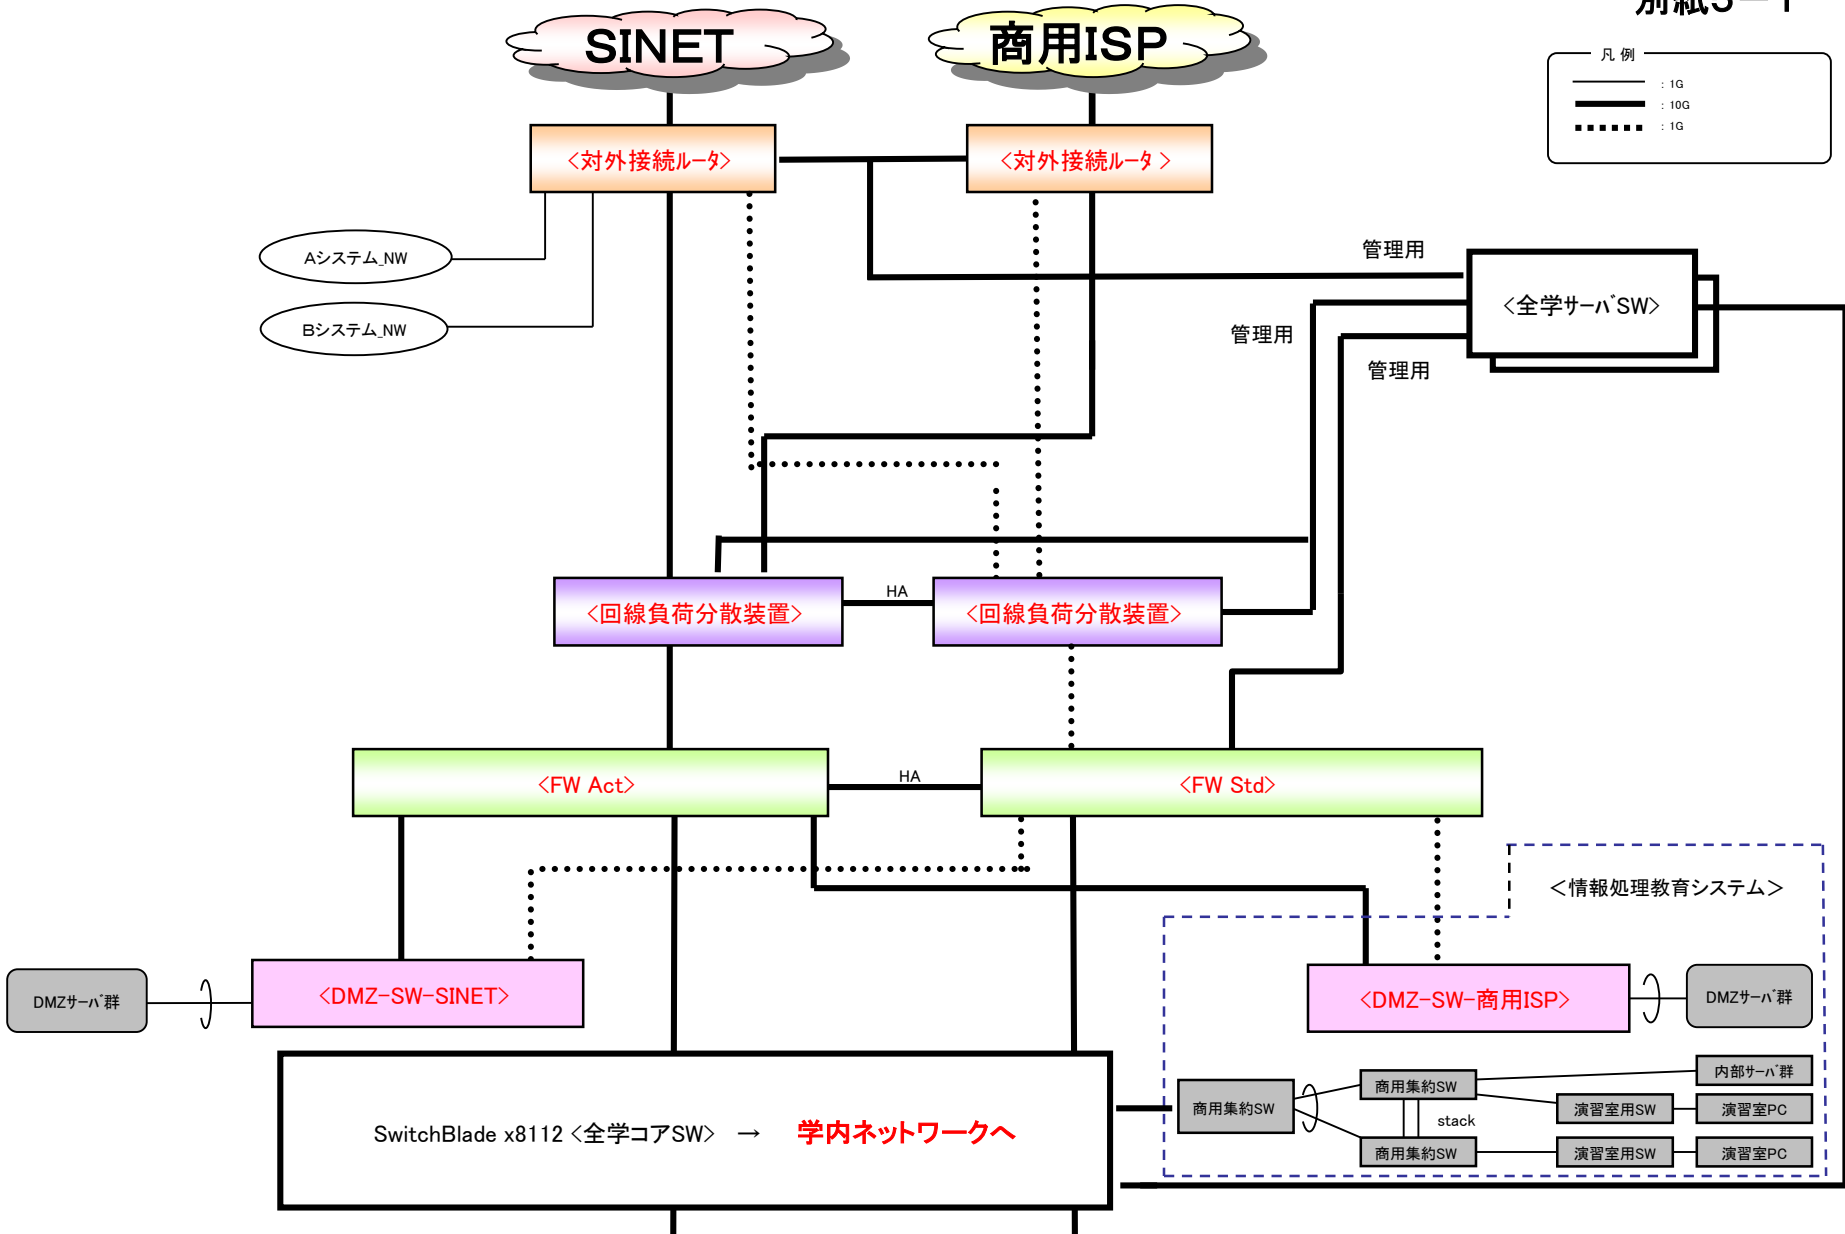 別紙3－1
SINET
商用ISP
凡 例
: 1G
: 10G
: 1G
<対外接続ルータ>
<対外接続ルータ >
Aシステム_NW
Bシステム_NW
管理用
管理用
管理用
<全学サーバSW>
<回線負荷分散装置>
HA
<回線負荷分散装置>
<FW Act>
HA
<FW Std>
＜情報処理教育システム＞
DMZサーバ群
<DMZ-SW-SINET>
<DMZ-SW-商用ISP>
DMZサーバ群
SwitchBlade x8112 <全学コアSW> → 学内ネットワークへ
商用集約SW
商用集約SW
stack
商用集約SW
内部サーバ群
演習室用SW
演習室PC
演習室用SW
演習室PC